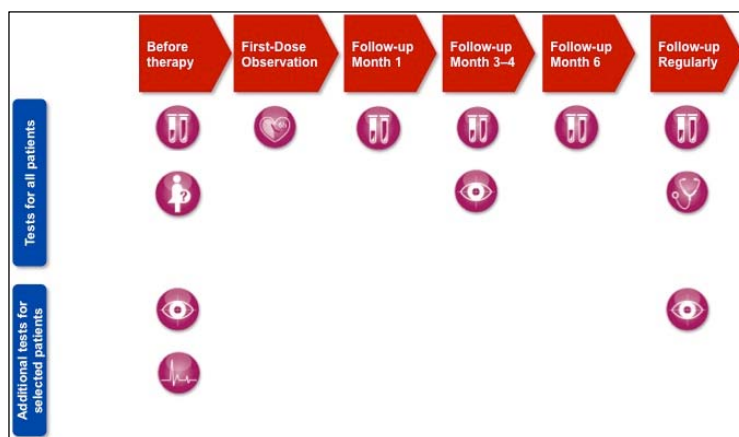 Before
therapy
First-Dose
Observation
Follow-up
Month 1
Follow-up
Month 3–4
Follow-up
Month 6
Follow-up
Regularly
Tests for all patients
?
Additional tests for
selected patients